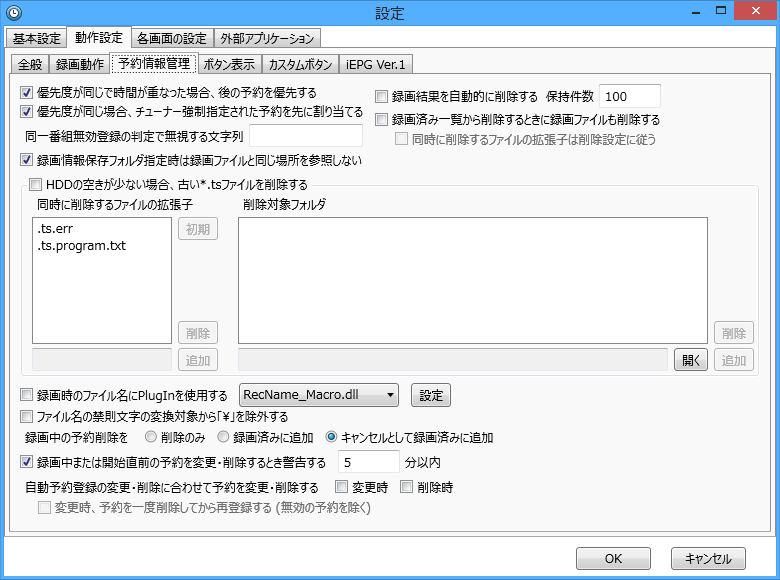 設定
基本設定 動作設定 各画面の設定 外部アプリケーション
全般 録画動作 予約情報管理 ボタン表示 カスタムボタン iEPG Ver.1
優先度が同じで時間が重なった場合、後の予約を優先する
優先度が同じ場合、チューナー強制指定された予約を先に割り当てる
同一番組無効登録の判定で無視する文字列
録画情報保存フォルダ指定時は録画ファイルと同じ場所を参照しない
録画結果を自動的に削除する 保持件数 100
録画済み一覧から削除するときに録画ファイルも削除する
同時に削除するファイルの拡張子は削除設定に従う
HDDの空きが少ない場合、古い*.tsファイルを削除する
同時に削除するファイルの拡張子 削除対象フォルダ
.ts.err 初期
.ts.program.txt
削除 削除
追加 開く 追加
録画時のファイル名にPlugInを使用する RecName_Macro.dll 設定
ファイル名の禁則文字の変換対象から「¥」を除外する
録画中の予約削除を 削除のみ 録画済みに追加 キャンセルとして録画済みに追加
録画中または開始直前の予約を変更・削除するとき警告する 5 分以内
自動予約登録の変更・削除に合わせて予約を変更・削除する 変更時 削除時
変更時、予約を一度削除してから再登録する (無効の予約を除く)
OK キャンセル